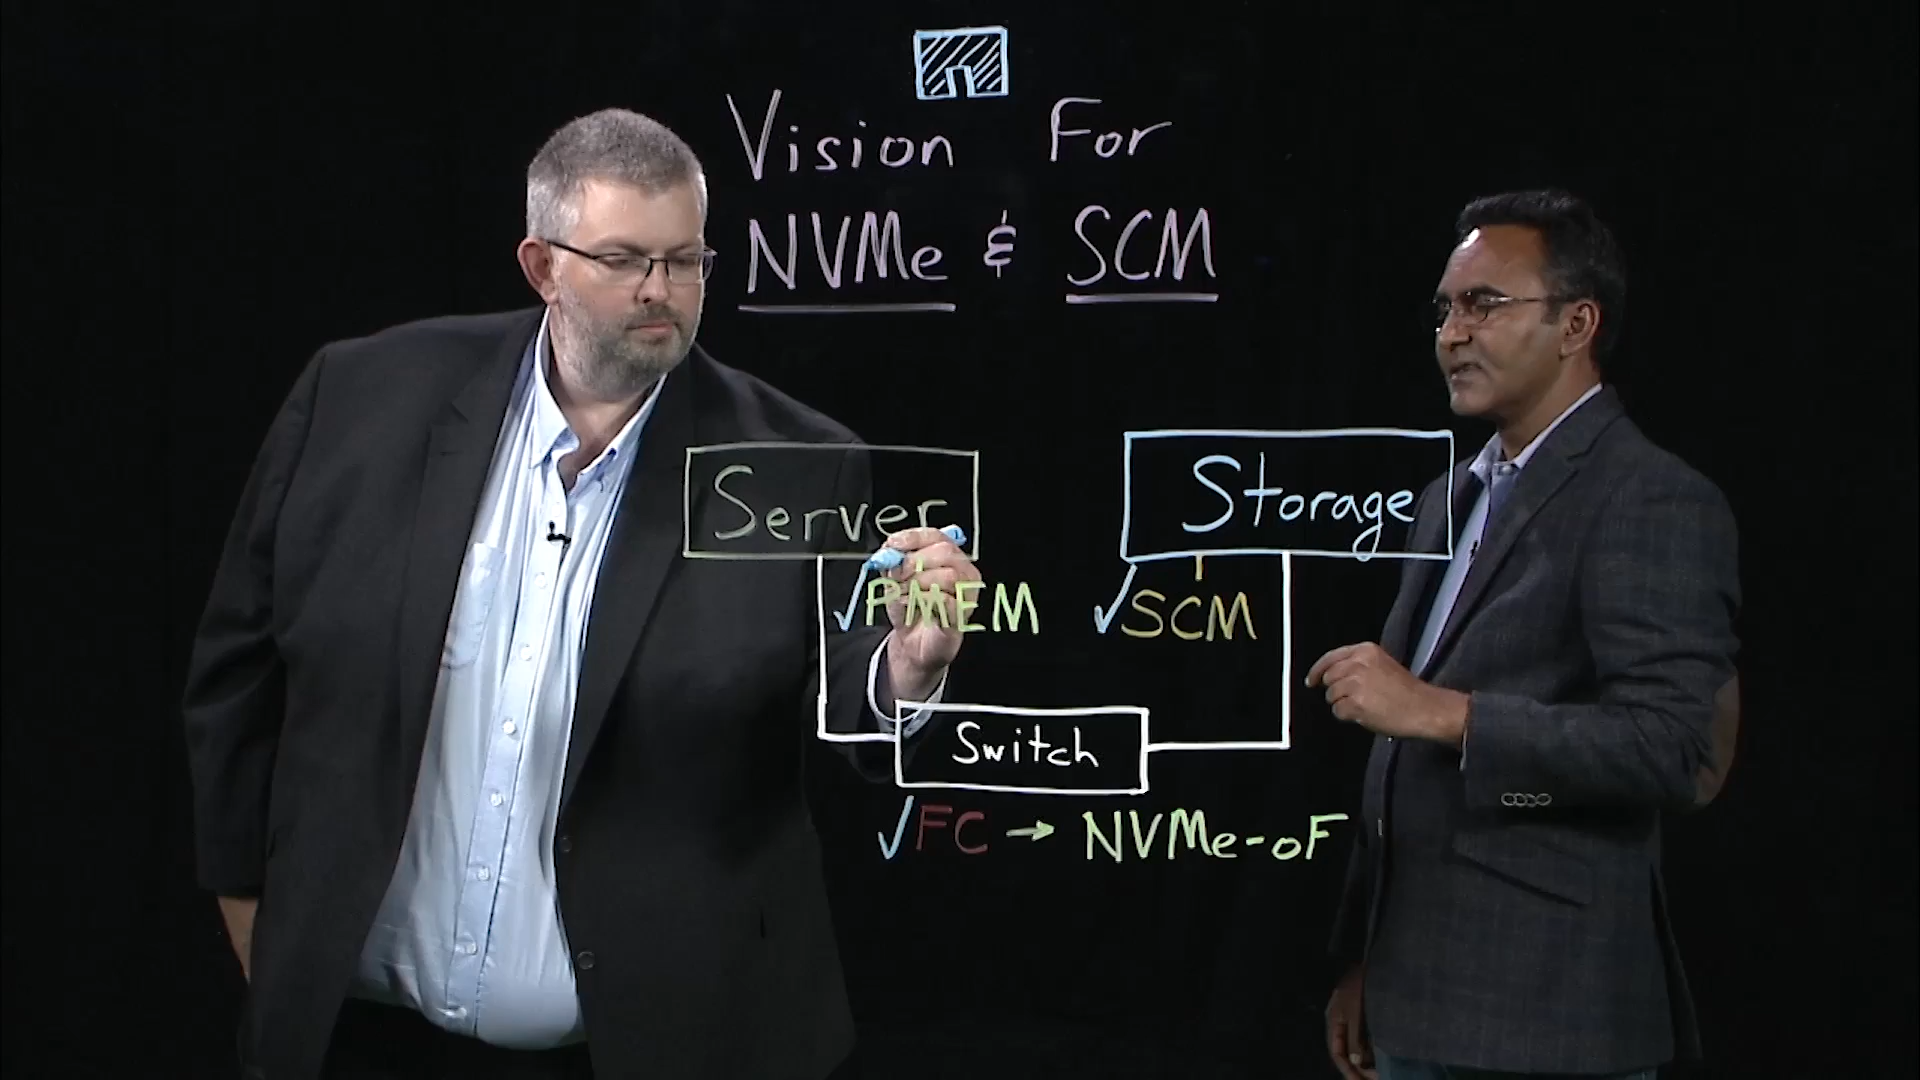 Vision For
NVMe & SCM
Server
Storage
✓PMEM
✓SCM
Switch
✓FC → NVMe-oF